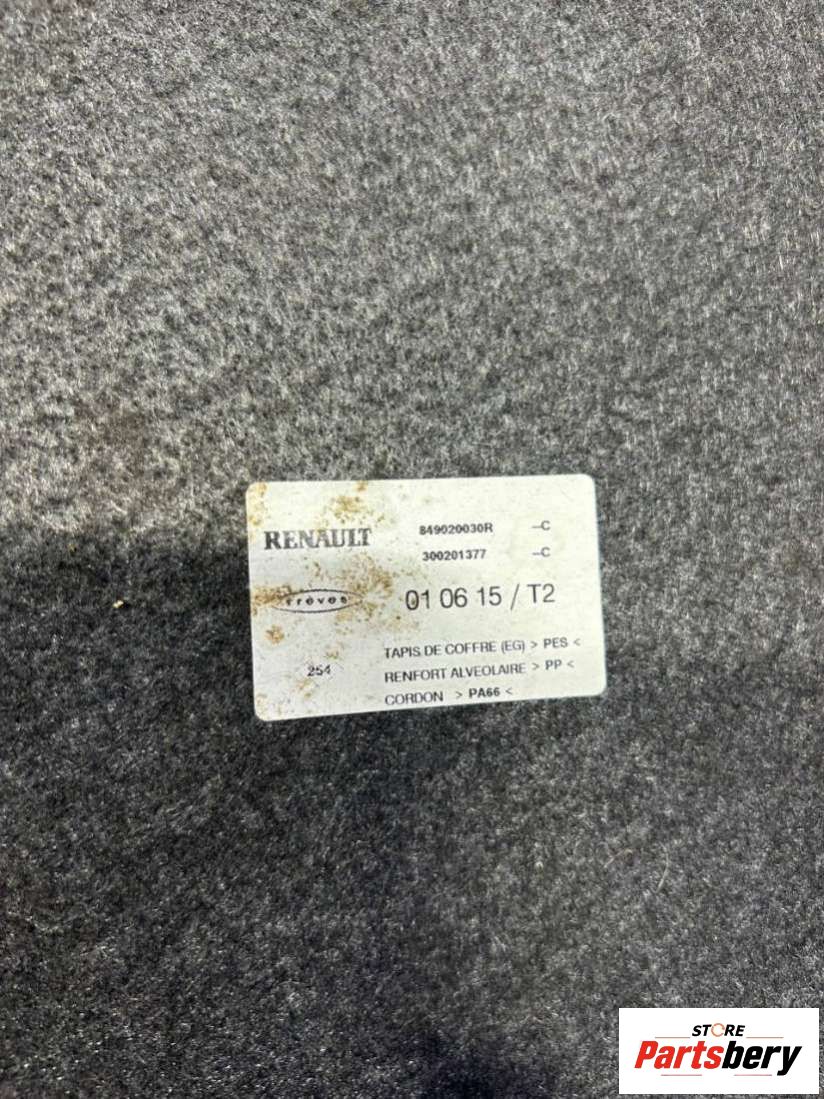 RENAULT
849020030R -C
300201377 -C
trèves
01 06 15 / T2
254
TAPIS DE COFFRE (EG) > PES <
RENFORT ALVEOLAIRE > PP <
CORDON > PA66 <
STORE
Partsbery